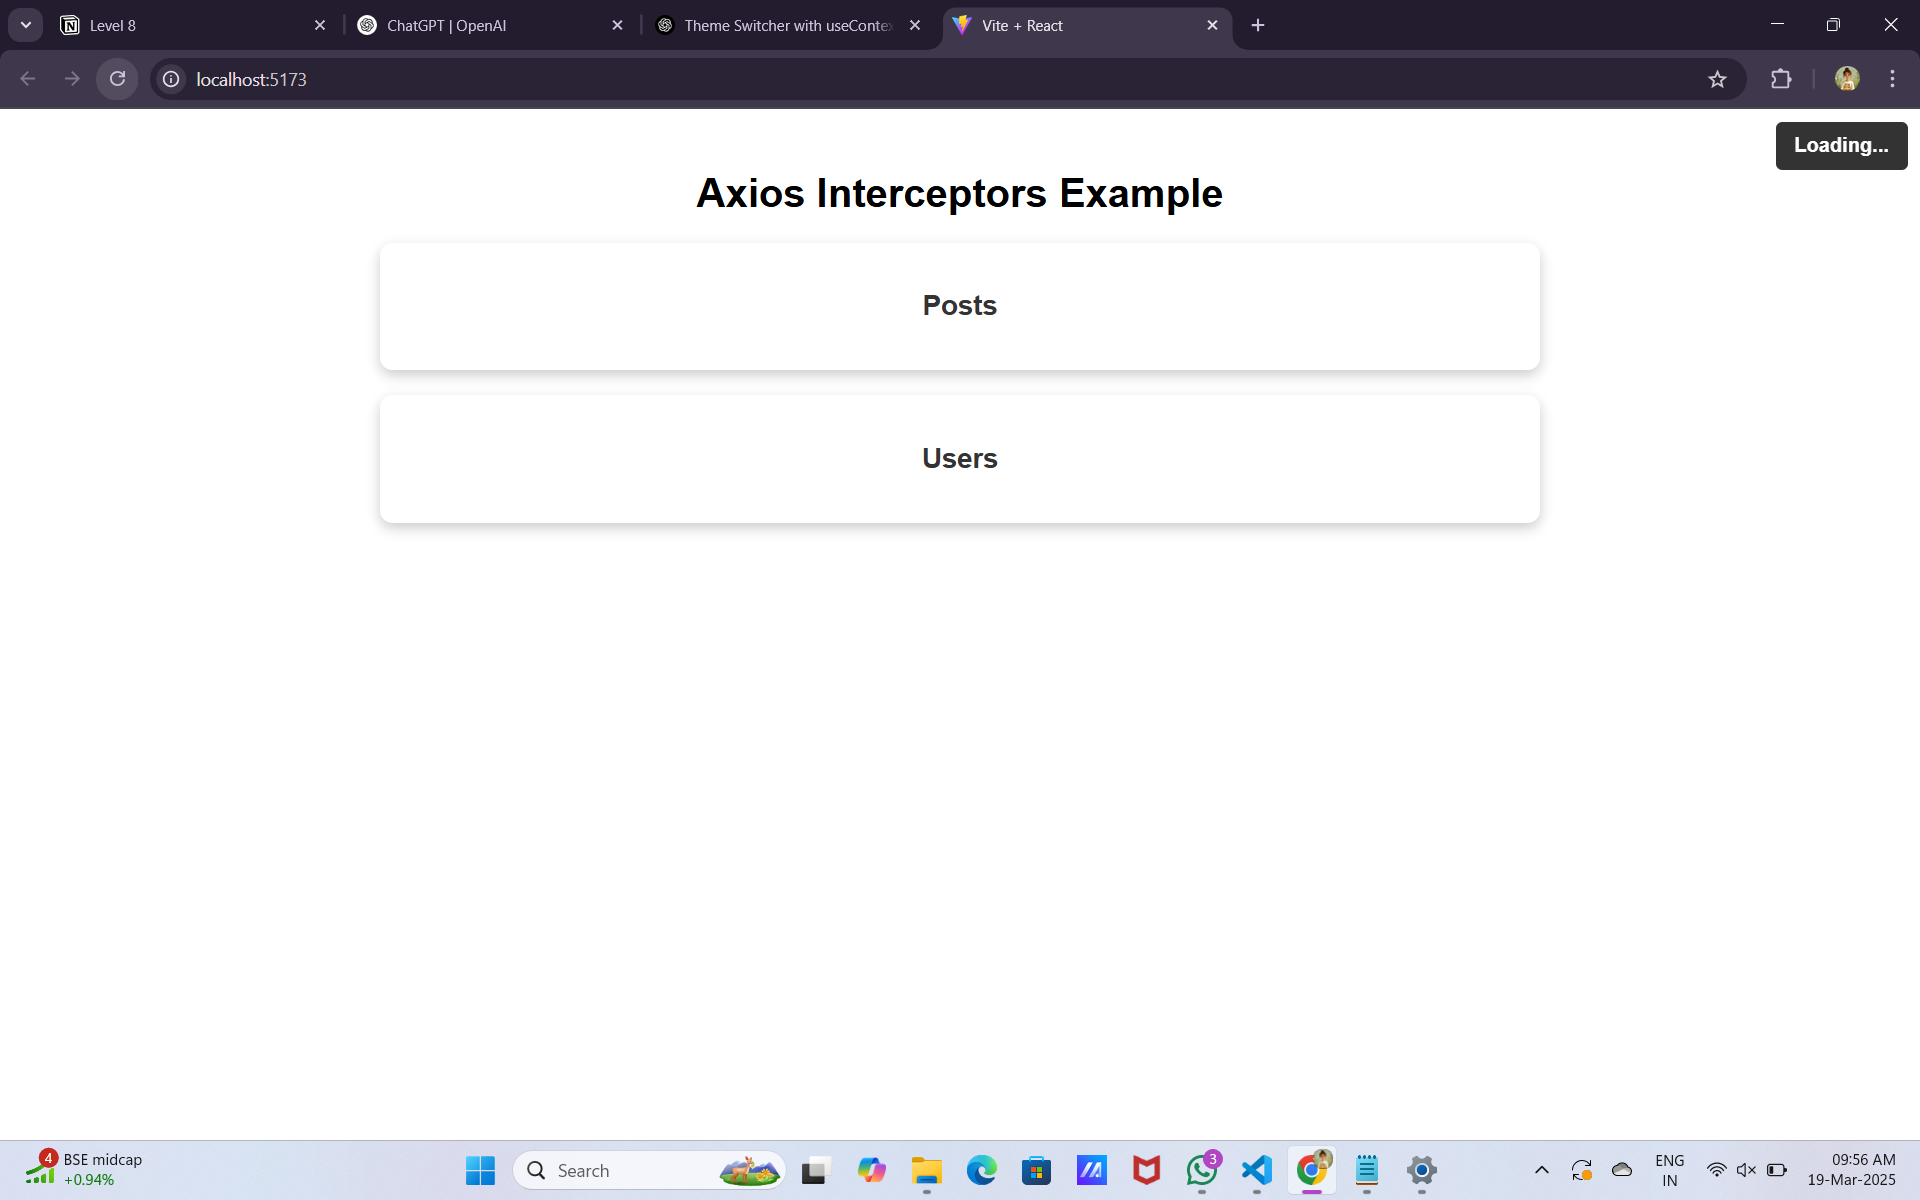 Level 8
ChatGPT | OpenAI
Theme Switcher with useContex
Vite + React
localhost:5173
Loading...
Axios Interceptors Example
Posts
Users
4
BSE midcap
+0.94%
Search
3
ENG
IN
09:56 AM
19-Mar-2025